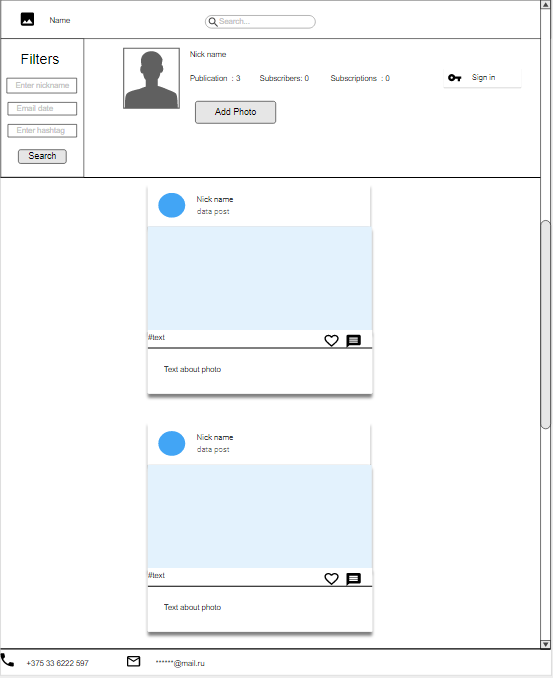 Name
Search...
Filters
Enter nickname
Email date
Enter hashtag
Search
Nick name
Publication : 3 Subscribers: 0 Subscriptions : 0
Sign in
Add Photo
Nick name
data post
#text
Text about photo
Nick name
data post
#text
Text about photo
+375 33 6222 597
******@mail.ru